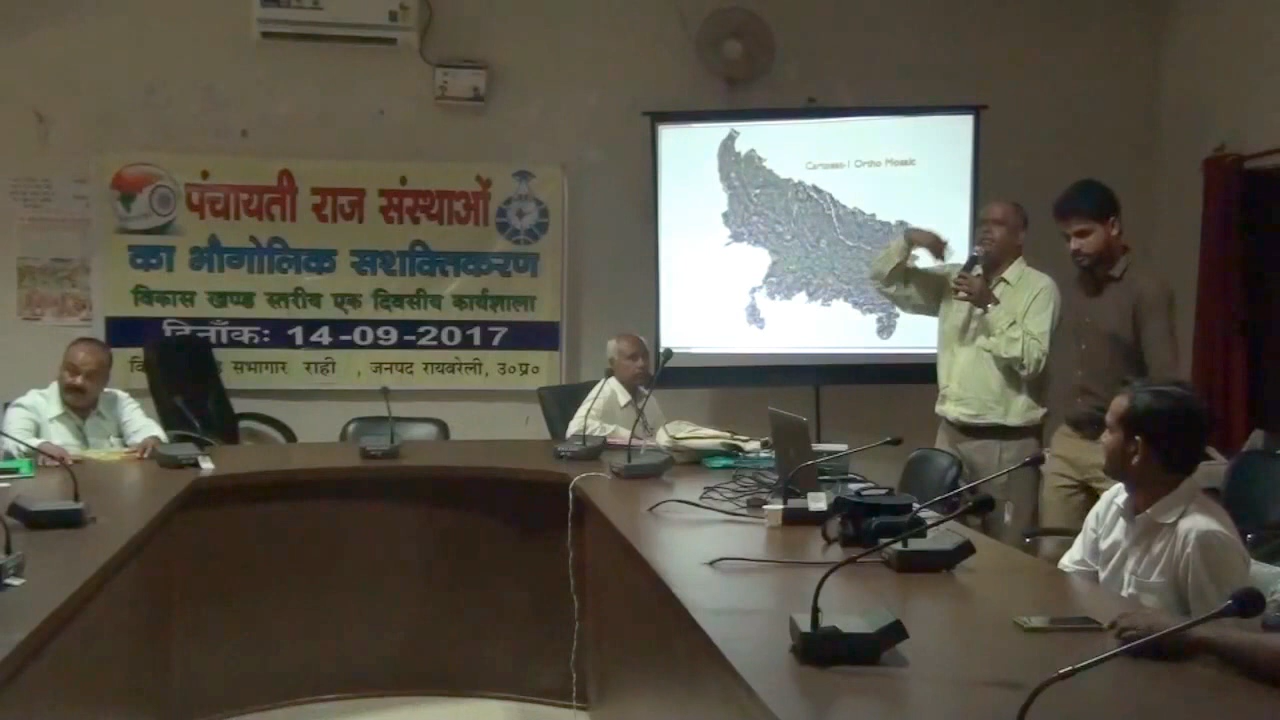 पंचायती राज संस्थाओं
का भौगोलिक सशक्तिकरण
विकास खण्ड स्तरीय एक दिवसीय कार्यशाला
दिनाँकः 14-09-2017
सभागार राही , जनपद रायबरेली, उ०प्र०
Cartosat-1 Ortho Mosaic